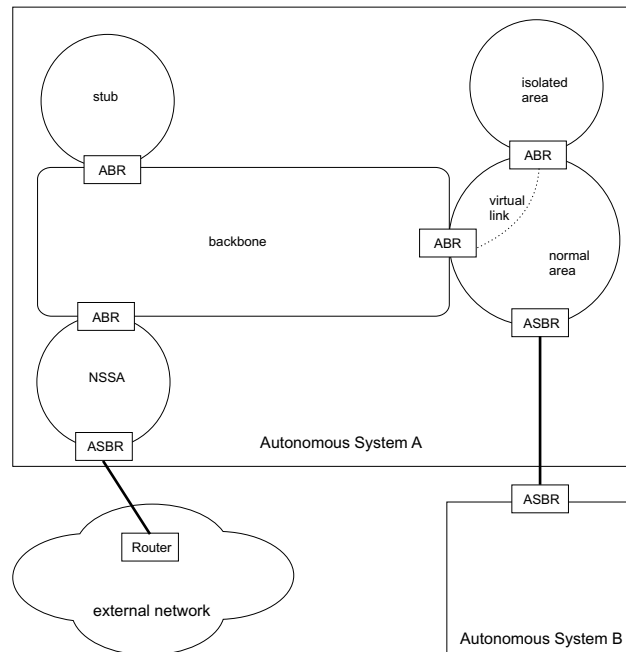 stub
isolated
area
ABR
ABR
virtual
link
backbone
ABR
normal
area
ABR
ASBR
NSSA
ASBR
Autonomous System A
ASBR
Router
external network
Autonomous System B